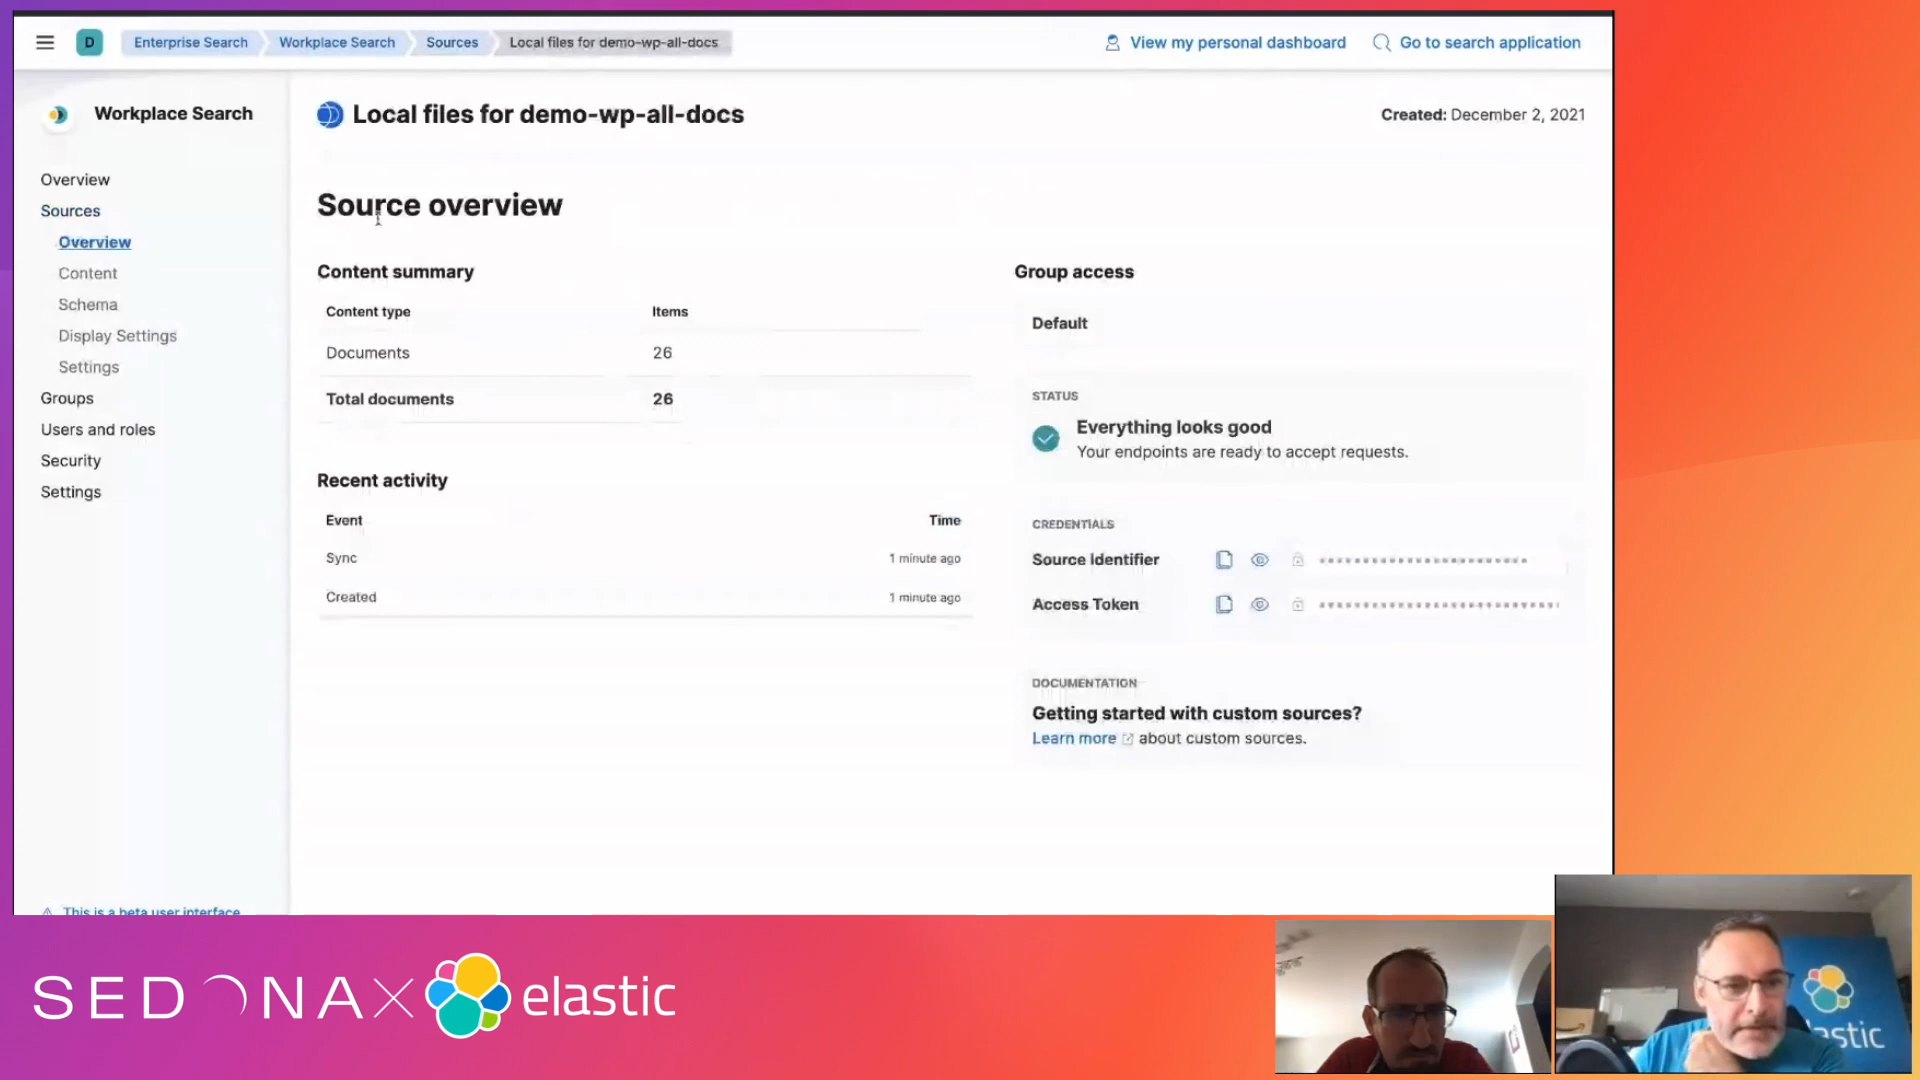 D
Enterprise Search
Workplace Search
Sources
Local files for demo-wp-all-docs
View my personal dashboard
Go to search application
Workplace Search
Overview
Sources
Overview
Content
Schema
Display Settings
Settings
Groups
Users and roles
Security
Settings
This is a beta user interface
Local files for demo-wp-all-docs
Created: December 2, 2021
Source overview
Content summary
Content type Items
Documents 26
Total documents 26
Recent activity
Event Time
Sync 1 minute ago
Created 1 minute ago
Group access
Default
STATUS
Everything looks good
Your endpoints are ready to accept requests.
CREDENTIALS
Source Identifier
Access Token
DOCUMENTATION
Getting started with custom sources?
Learn more about custom sources.
SEDONA X elastic
lastic